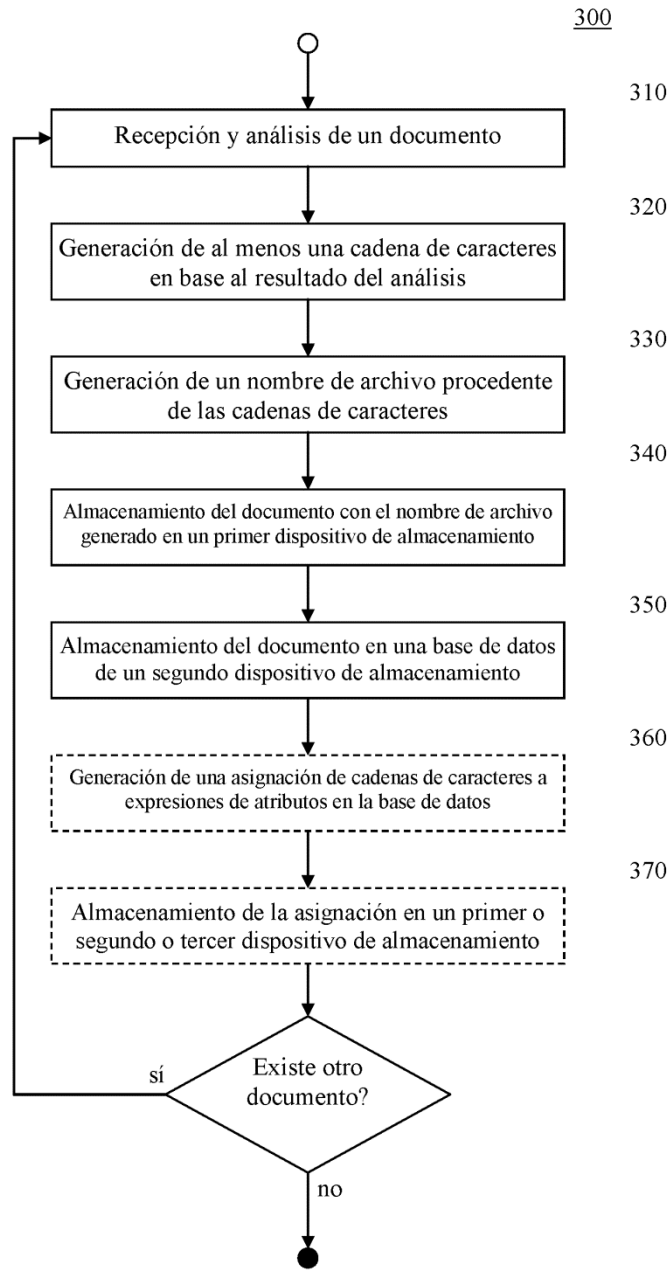 300
310
Recepción y análisis de un documento
320
Generación de al menos una cadena de caracteres
en base al resultado del análisis
330
Generación de un nombre de archivo procedente
de las cadenas de caracteres
340
Almacenamiento del documento con el nombre de archivo
generado en un primer dispositivo de almacenamiento
350
Almacenamiento del documento en una base de datos
de un segundo dispositivo de almacenamiento
360
Generación de una asignación de cadenas de caracteres a
expresiones de atributos en la base de datos
370
Almacenamiento de la asignación en un primer o
segundo o tercer dispositivo de almacenamiento
Existe otro
documento?
sí
no